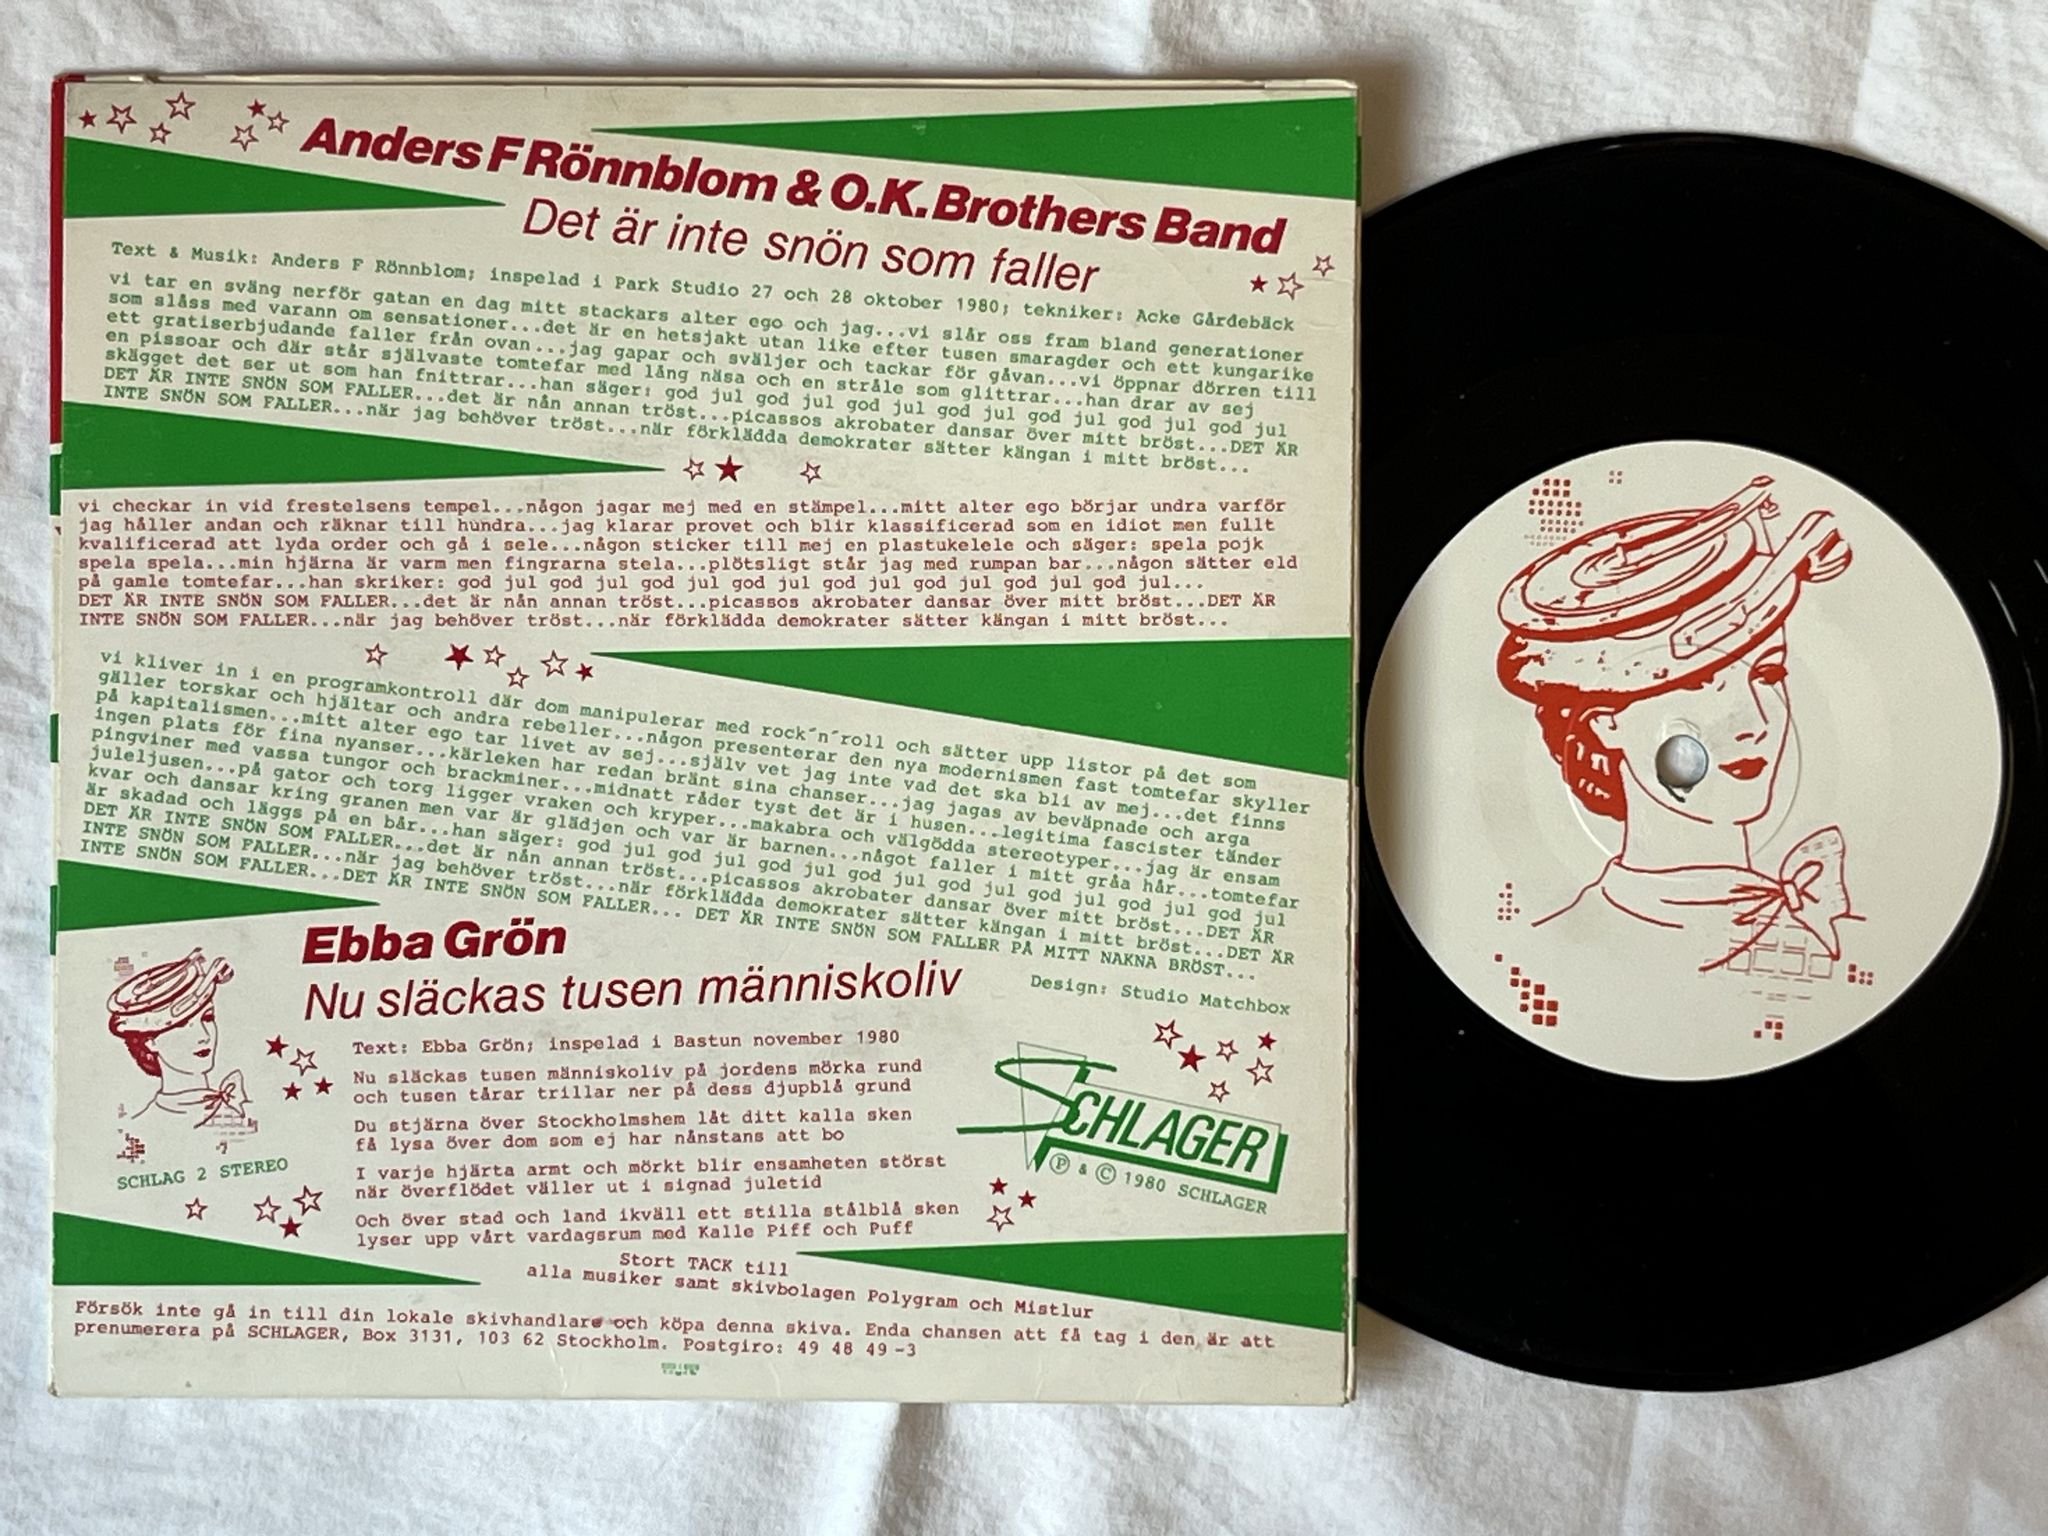 Anders F Rönnblom & O.K. Brothers Band
Det är inte snön som faller
Text & Musik: Anders F Rönnblom; inspelad i Park Studio 27 och 28 oktober 1980; tekniker: Acke Gårdebäck
vi tar en sväng nerför gatan en dag mitt stackars alter ego och jag...vi slår oss fram bland generationer
som slåss med varann om sensationer...det är en hetsjakt utan like efter tusen smaragder och ett kungarike
ett gratiserbjudande faller från ovan...jag gapar och sväljer och tackar för gåvan...vi öppnar dörren till
en pissoar och där står självaste tomtefar med lång näsa och en stråle som glittrar...han drar av sej
skägget det ser ut som han fnittrar...han säger: god jul god jul god jul god jul god jul god jul god jul
DET ÄR INTE SNÖN SOM FALLER...det är nån annan tröst...picassos akrobater dansar över mitt bröst...DET ÄR
INTE SNÖN SOM FALLER...när jag behöver tröst...när förklädda demokrater sätter kängan i mitt bröst...
vi checkar in vid frestelsens tempel...någon jagar mej med en stämpel...mitt alter ego börjar undra varför
jag håller andan och räknar till hundra...jag klarar provet och blir klassificerad som en idiot men fullt
kvalificerad att lyda order och gå i sele...någon sticker till mej en plastukelele och säger: spela pojk
spela spela...min hjärna är varm men fingrarna stela...plötsligt står jag med rumpan bar...någon sätter eld
på gamle tomtefar...han skriker: god jul god jul god jul god jul god jul god jul god jul god jul...
DET ÄR INTE SNÖN SOM FALLER...det är nån annan tröst...picassos akrobater dansar över mitt bröst...DET ÄR
INTE SNÖN SOM FALLER...när jag behöver tröst...när förklädda demokrater sätter kängan i mitt bröst...
vi kliver in i en programkontroll där dom manipulerar med rock´n´roll och sätter upp listor på det som
gäller torskar och hjältar och andra rebeller...någon presenterar den nya modernismen fast tomtefar skyller
på kapitalismen...mitt alter ego tar livet av sej...själv vet jag inte vad det ska bli av mej...det finns
ingen plats för fina nyanser...kärleken har redan bränt sina chanser...jag jagas av beväpnade och arga
pingviner med vassa tungor och brackminer...midnatt råder tyst det är i husen...legitima fascister tänder
juleljusen...på gator och torg ligger vraken och kryper...makabra och välgödda stereotyper...jag är ensam
kvar och dansar kring granen men var är glädjen och var är barnen...något faller i mitt gråa hår...tomtefar
är skadad och läggs på en bår...han säger: god jul god jul god jul god jul god jul god jul god jul
DET ÄR INTE SNÖN SOM FALLER...det är nån annan tröst...picassos akrobater dansar över mitt bröst...DET ÄR
INTE SNÖN SOM FALLER...när jag behöver tröst...när förklädda demokrater sätter kängan i mitt bröst...DET ÄR
INTE SNÖN SOM FALLER...DET ÄR INTE SNÖN SOM FALLER... DET ÄR INTE SNÖN SOM FALLER PÅ MITT NAKNA BRÖST...
Design: Studio Matchbox
Ebba Grön
Nu släckas tusen människoliv
Text: Ebba Grön; inspelad i Bastun november 1980
Nu släckas tusen människoliv på jordens mörka rund
och tusen tårar trillar ner på dess djupblå grund
Du stjärna över Stockholmshem låt ditt kalla sken
få lysa över dom som ej har nånstans att bo
I varje hjärta armt och mörkt blir ensamheten störst
när överflödet väller ut i signad juletid
Och över stad och land ikväll ett stilla stålblå sken
lyser upp vårt vardagsrum med Kalle Piff och Puff
SCHLAG 2 STEREO
SCHLAGER
Ⓟ & © 1980 SCHLAGER
Stort TACK till
alla musiker samt skivbolagen Polygram och Mistlur
Försök inte gå in till din lokale skivhandlare och köpa denna skiva. Enda chansen att få tag i den är att
prenumerera på SCHLAGER, Box 3131, 103 62 Stockholm. Postgiro: 49 48 49-3